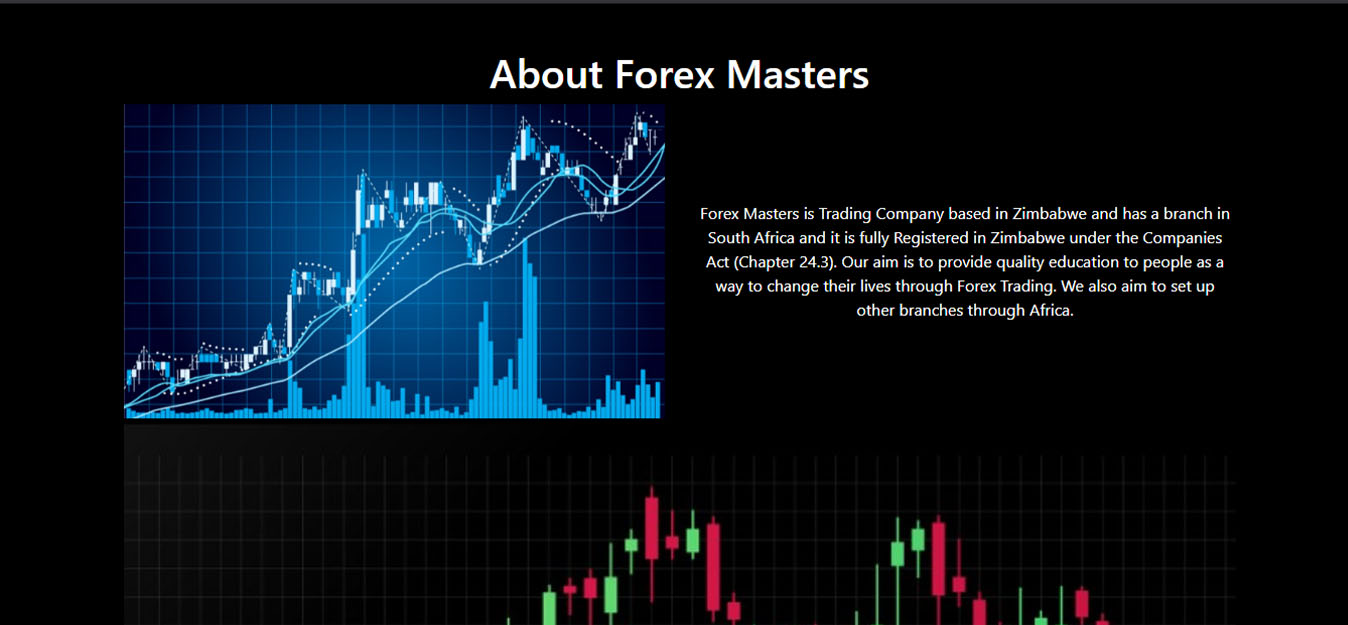 About Forex Masters
Forex Masters is Trading Company based in Zimbabwe and has a branch in
South Africa and it is fully Registered in Zimbabwe under the Companies
Act (Chapter 24.3). Our aim is to provide quality education to people as a
way to change their lives through Forex Trading. We also aim to set up
other branches through Africa.